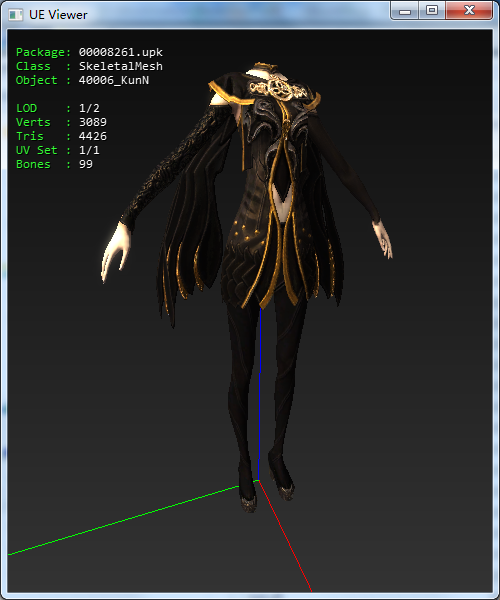 UE Viewer
Package: 00008261.upk
Class  : SkeletalMesh
Object : 40006_KunN
LOD    : 1/2
Verts  : 3089
Tris   : 4426
UV Set : 1/1
Bones  : 99